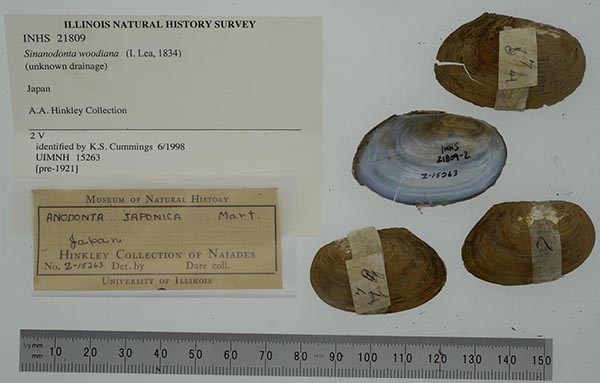 ILLINOIS NATURAL HISTORY SURVEY
INHS 21809
Sinanodonta woodiana (I. Lea, 1834)
(unknown drainage)
Japan
A.A. Hinkley Collection
2 V
identified by K.S. Cummings 6/1998
UIMNH 15263
[pre-1921]
MUSEUM OF NATURAL HISTORY
ANODONTA JAPONICA Mart.
Japan
HINKLEY COLLECTION OF NAIADES
No. Z-15263 Det. by Date coll.
UNIVERSITY OF ILLINOIS
INHS
21809-2
Z-15263
1/2 mm
mm 10 20 30 40 50 60 70 80 90 100 110 120 130 140 150